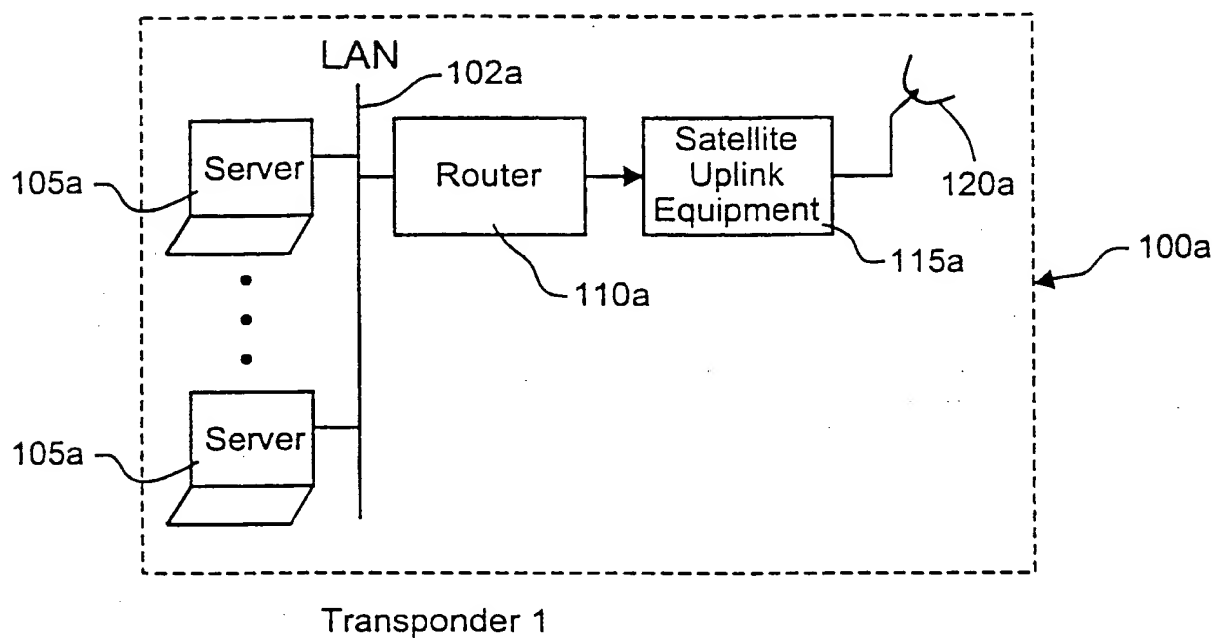 LAN
102a
Server
105a
Router
Satellite
Uplink
Equipment
120a
115a
100a
110a
Server
105a
Transponder 1